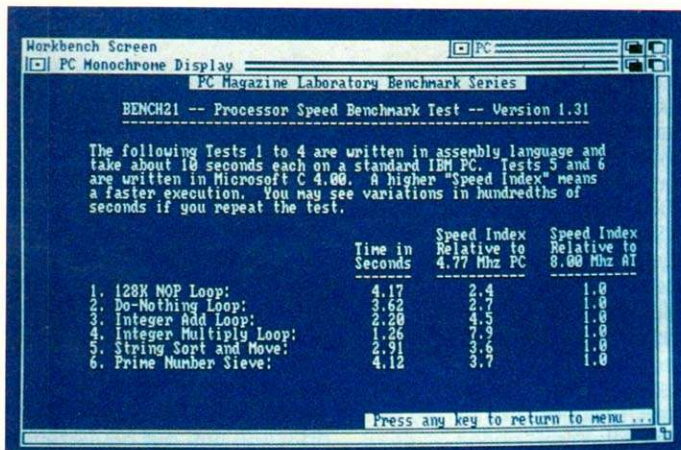 Workbench Screen
PC
PC Monochrome Display
PC Magazine Laboratory Benchmark Series
BENCH21 -- Processor Speed Benchmark Test -- Version 1.31
The following Tests 1 to 4 are written in assembly language and
take about 10 seconds each on a standard IBM PC. Tests 5 and 6
are written in Microsoft C 4.00. A higher "Speed Index" means
a faster execution. You may see variations in hundredths of
seconds if you repeat the test.
Speed Index Speed Index
Time in Relative to Relative to
Seconds 4.77 Mhz PC 8.00 Mhz AT
1. 128K NOP Loop: 4.17 2.4 1.0
2. Do-Nothing Loop: 3.62 2.7 1.0
3. Integer Add Loop: 2.20 4.5 1.0
4. Integer Multiply Loop: 1.26 7.9 1.0
5. String Sort and Move: 2.91 3.6 1.0
6. Prime Number Sieve: 4.12 3.7 1.0
Press any key to return to menu ...